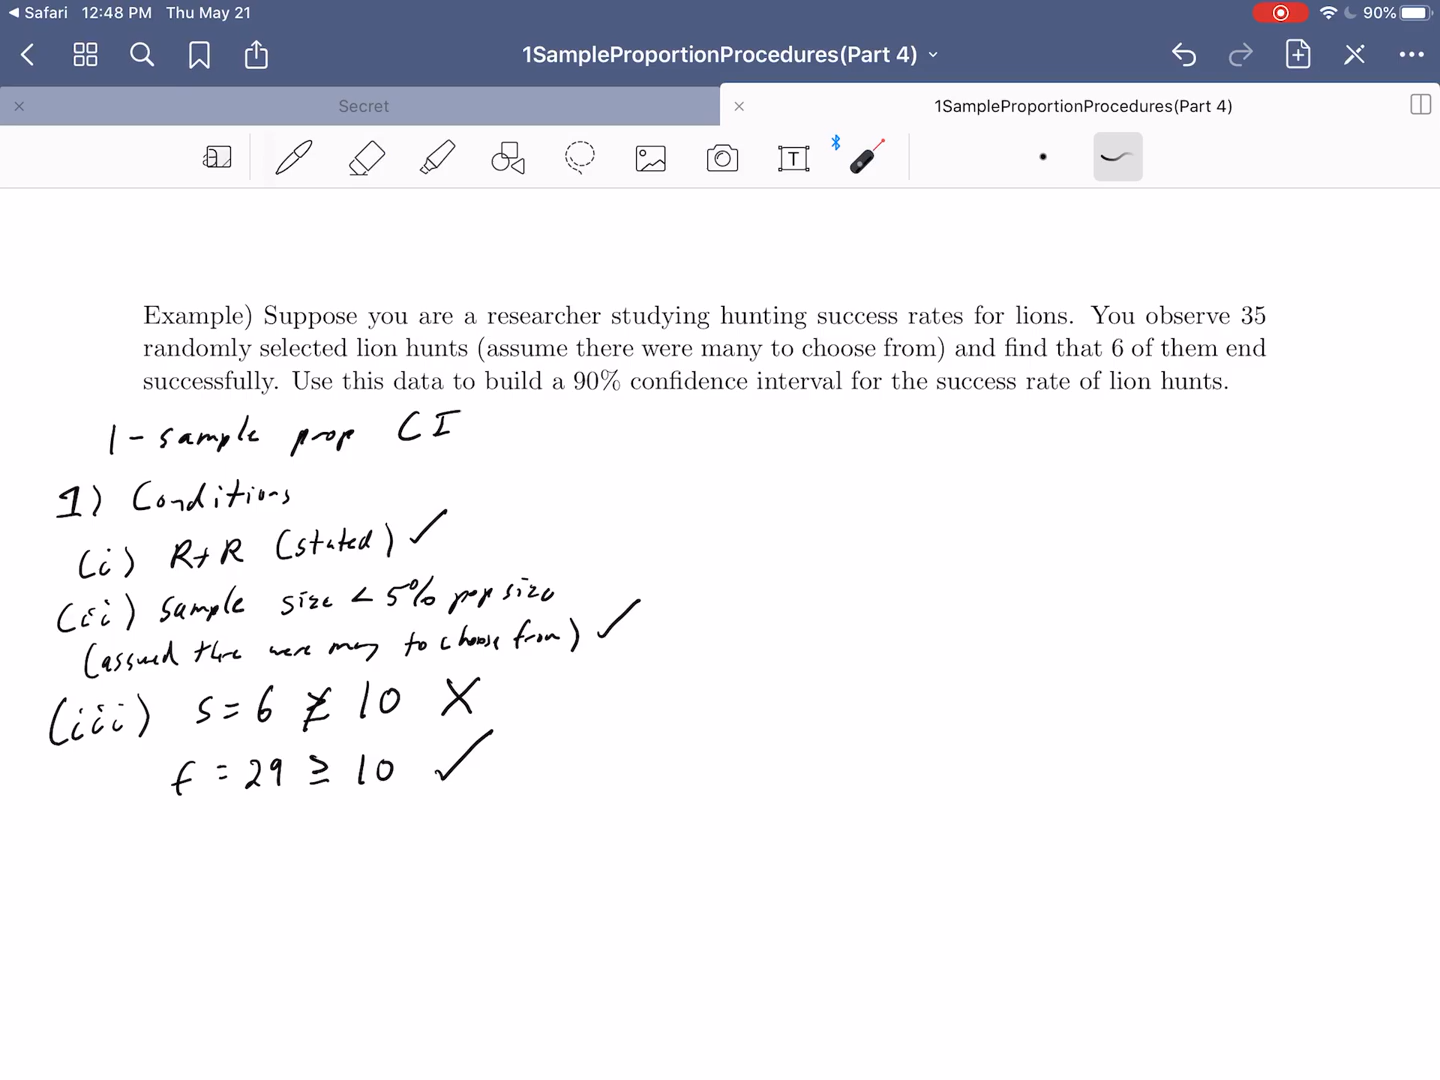 Safari 12:48 PM Thu May 21 90%
1SampleProportionProcedures(Part 4)
Secret 1SampleProportionProcedures(Part 4)
Example) Suppose you are a researcher studying hunting success rates for lions. You observe 35
randomly selected lion hunts (assume there were many to choose from) and find that 6 of them end
successfully. Use this data to build a 90% confidence interval for the success rate of lion hunts.
1-sample prop CI
1) Conditions
(i) R+R (stated) ✓
(ii) sample size < 5% pop size
(assumed there were many to choose from) ✓
(iii) s = 6 ≱ 10 X
f = 29 ≥ 10 ✓